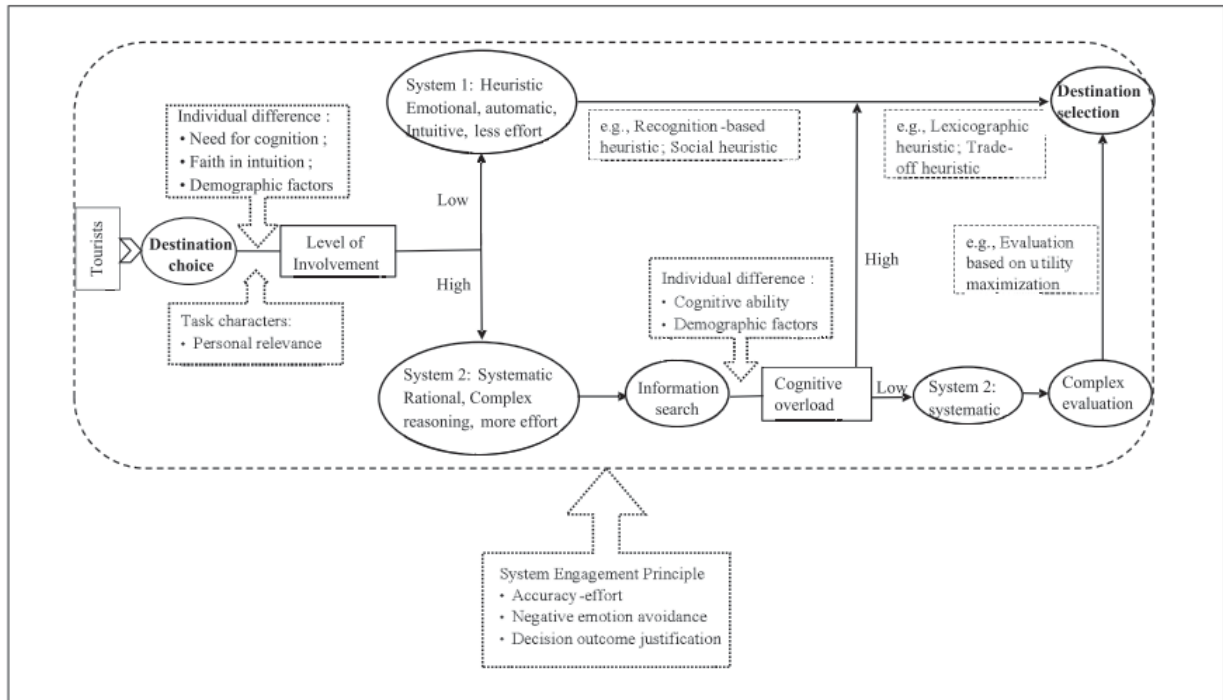 Tourists
Destination
choice
Individual difference :
• Need for cognition ;
• Faith in intuition ;
• Demographic factors
Task characters:
• Personal relevance
Level of
Involvement
Low
High
System 1: Heuristic
Emotional, automatic,
Intuitive, less effort
e.g., Recognition-based
heuristic; Social heuristic
System 2: Systematic
Rational, Complex
reasoning, more effort
Information
search
Individual difference :
• Cognitive ability
• Demographic factors
Cognitive
overload
High
Low
e.g., Lexicographic
heuristic; Trade-
off heuristic
System 2:
systematic
Complex
evaluation
e.g., Evaluation
based on utility
maximization
Destination
selection
System Engagement Principle
• Accuracy-effort
• Negative emotion avoidance
• Decision outcome justification